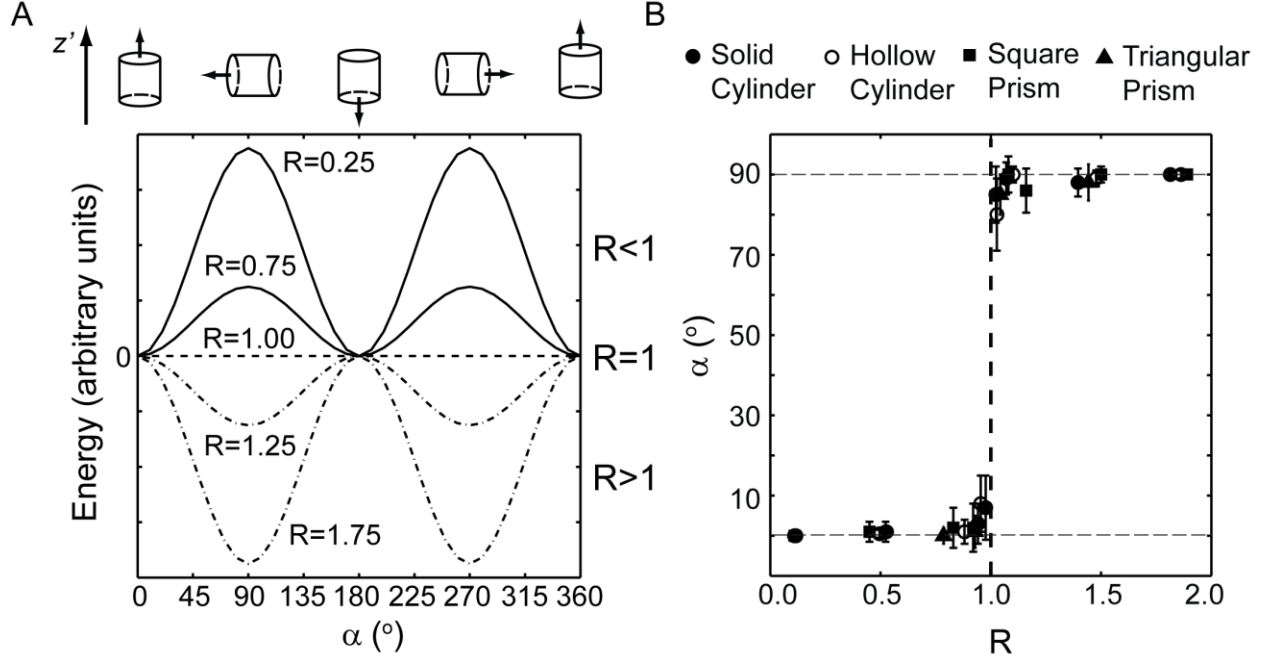 A
z'
R=0.25
R=0.75
R=1.00
R=1.25
R=1.75
R<1
R=1
R>1
0
Energy (arbitrary units)
0 45 90 135 180 225 270 315 360
α (°)
B
Solid Cylinder
Hollow Cylinder
Square Prism
Triangular Prism
90
70
50
30
10
α (°)
0.0 0.5 1.0 1.5 2.0
R